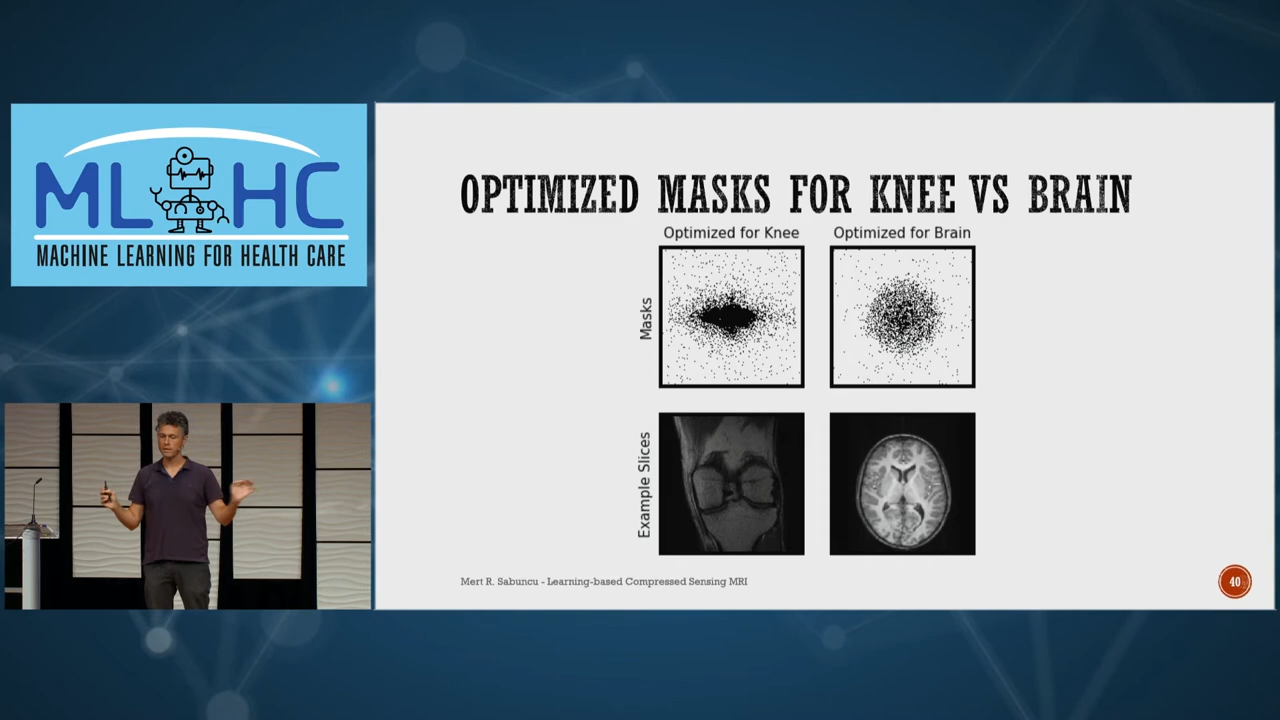 ML HC
MACHINE LEARNING FOR HEALTH CARE
OPTIMIZED MASKS FOR KNEE VS BRAIN
Optimized for Knee
Optimized for Brain
Masks
Example Slices
Mert R. Sabuncu - Learning-based Compressed Sensing MRI
40